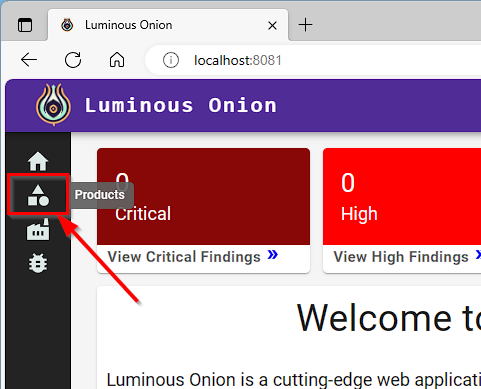 Luminous Onion
localhost:8081
Luminous Onion
0
Critical
0
High
Products
View Critical Findings »
View High Findings »
Welcome to
Luminous Onion is a cutting-edge web applicati